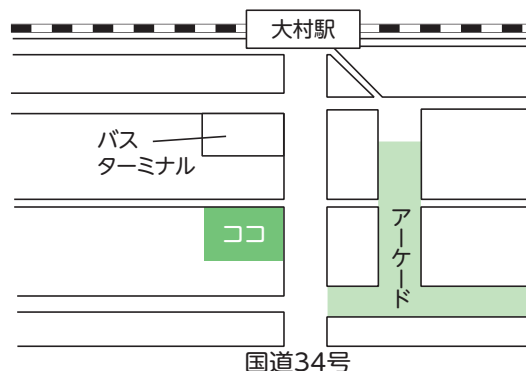 大村駅
バス
ターミナル
ココ
アーケード
国道34号